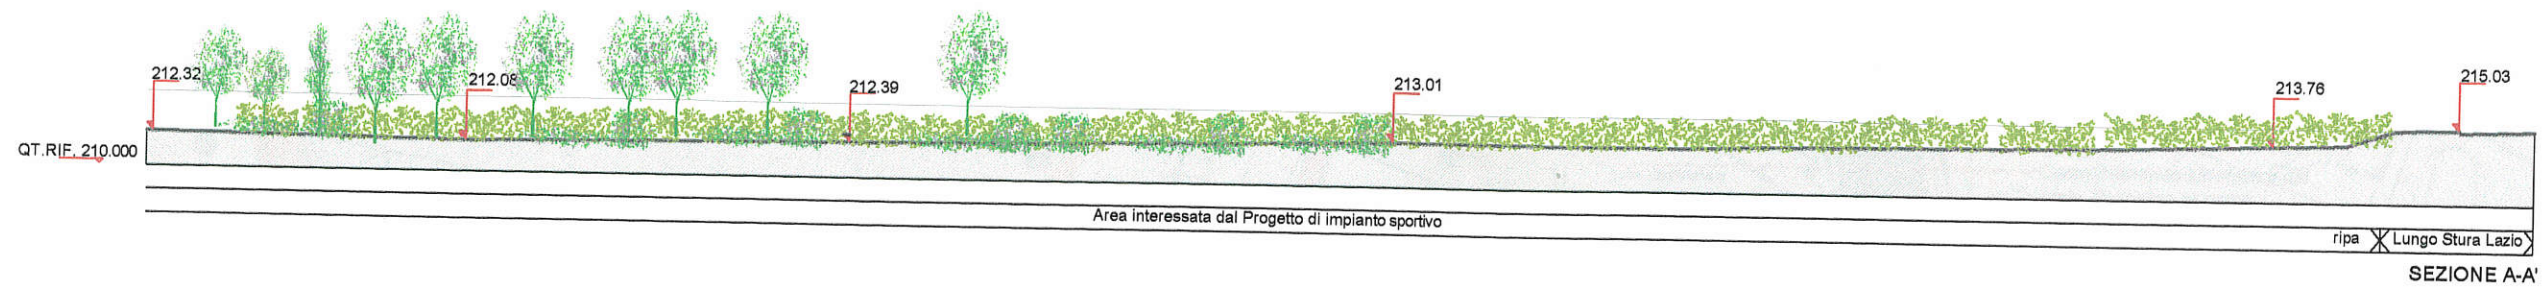 212.32
212.08
212.39
213.01
213.76
215.03
QT.RIF. 210.000
Area interessata dal Progetto di impianto sportivo
ripa
Lungo Stura Lazio
SEZIONE A-A'